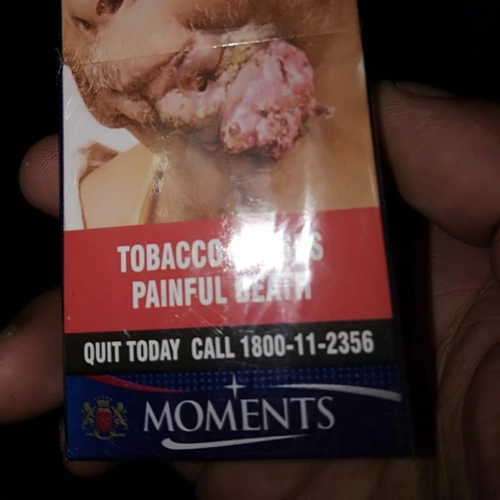 TOBACCO
PAINFUL DEATH
QUIT TODAY CALL 1800-11-2356
MOMENTS